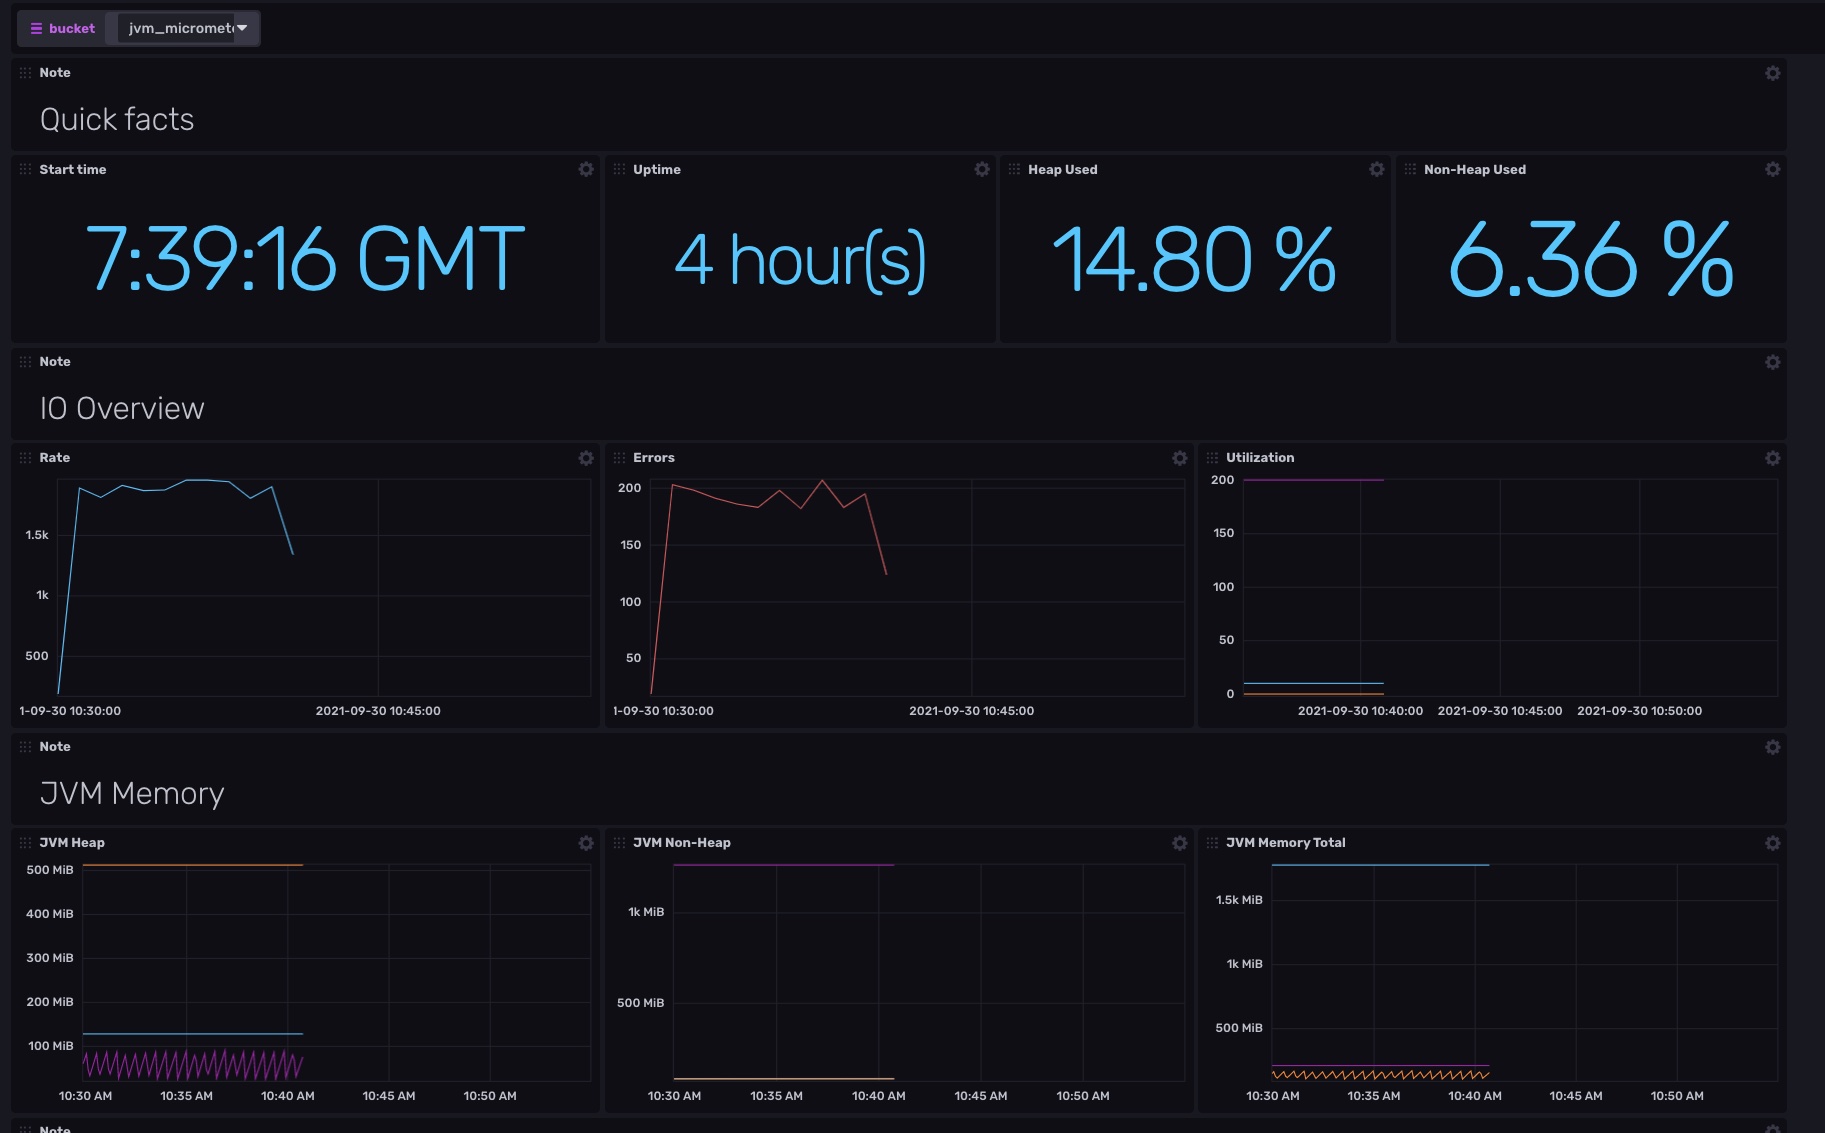 bucket jvm_micromet
Note
Quick facts
Start time
7:39:16 GMT
Uptime
4 hour(s)
Heap Used
14.80 %
Non-Heap Used
6.36 %
Note
IO Overview
Rate
1.5k
1k
500
1-09-30 10:30:00 2021-09-30 10:45:00
Errors
200
150
100
50
1-09-30 10:30:00 2021-09-30 10:45:00
Utilization
200
150
100
50
0
2021-09-30 10:40:00 2021-09-30 10:45:00 2021-09-30 10:50:00
Note
JVM Memory
JVM Heap
500 MiB
400 MiB
300 MiB
200 MiB
100 MiB
10:30 AM 10:35 AM 10:40 AM 10:45 AM 10:50 AM
JVM Non-Heap
1k MiB
500 MiB
10:30 AM 10:35 AM 10:40 AM 10:45 AM 10:50 AM
JVM Memory Total
1.5k MiB
1k MiB
500 MiB
10:30 AM 10:35 AM 10:40 AM 10:45 AM 10:50 AM
Note